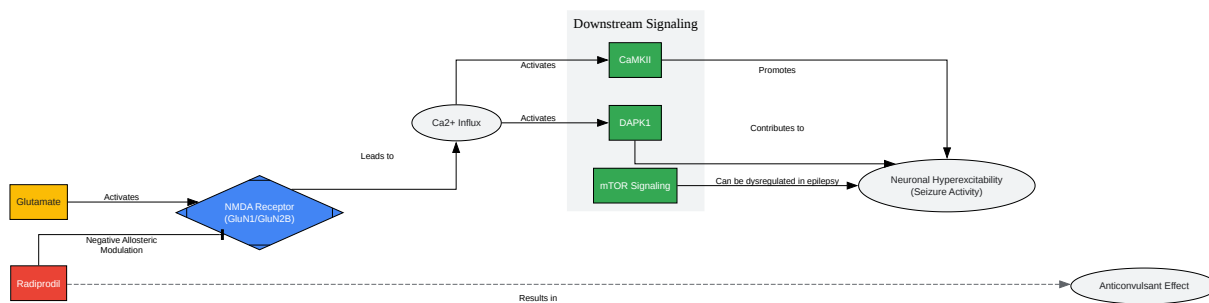 Downstream Signaling
CaMKII
Activates
Promotes
Ca2+ Influx
Activates
DAPK1
Contributes to
Leads to
mTOR Signaling
Can be dysregulated in epilepsy
Neuronal Hyperexcitability
(Seizure Activity)
Glutamate
Activates
NMDA Receptor
(GluN1/GluN2B)
Negative Allosteric
Modulation
Radiprodil
Results in
Anticonvulsant Effect